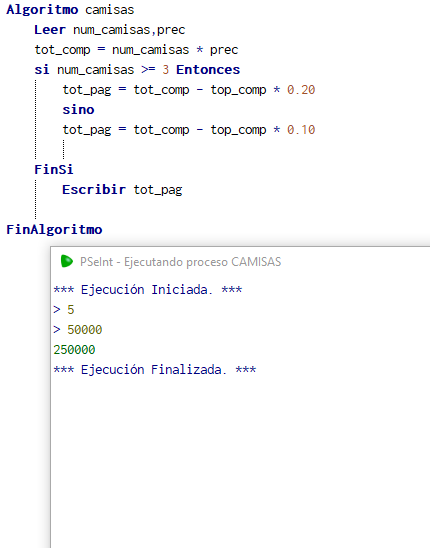 Algoritmo camisas
Leer num_camisas,prec
tot_comp = num_camisas * prec
si num_camisas >= 3 Entonces
tot_pag = tot_comp - top_comp * 0.20
sino
tot_pag = tot_comp - top_comp * 0.10
FinSi
Escribir tot_pag
FinAlgoritmo
PSeInt - Ejecutando proceso CAMISAS
*** Ejecución Iniciada. ***
> 5
> 50000
250000
*** Ejecución Finalizada. ***